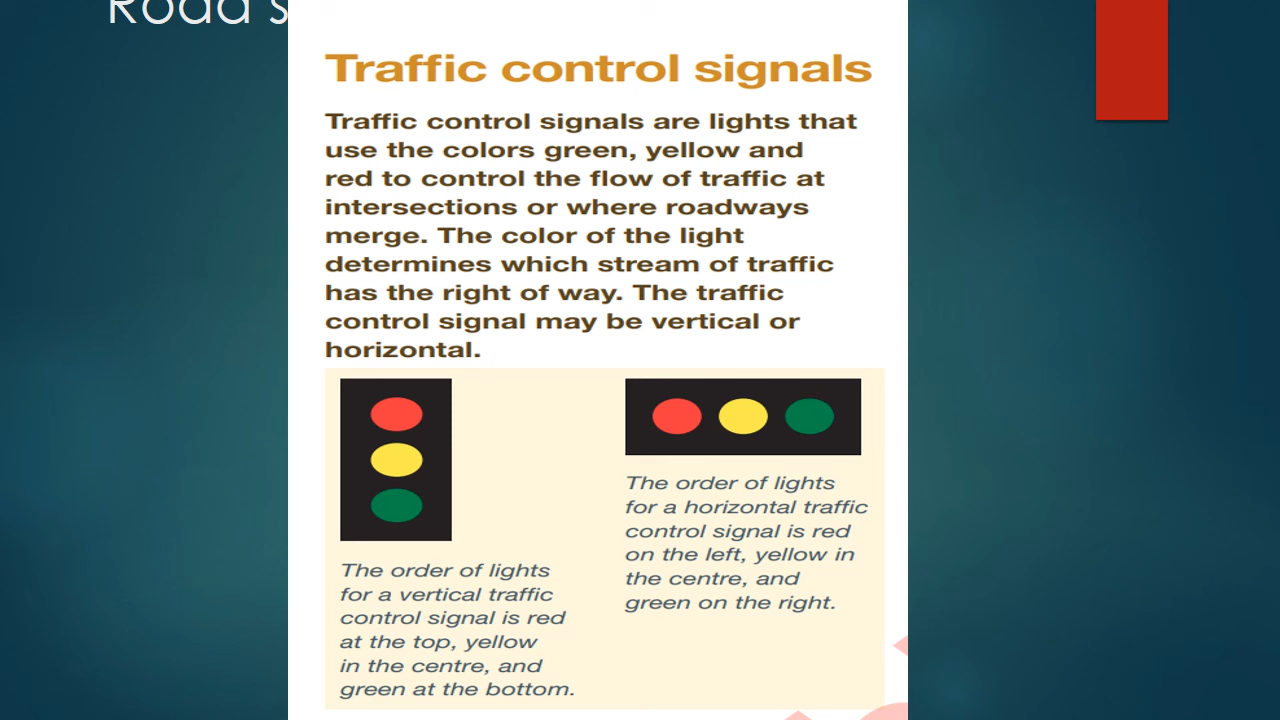 Road s
Traffic control signals
Traffic control signals are lights that
use the colors green, yellow and
red to control the flow of traffic at
intersections or where roadways
merge. The color of the light
determines which stream of traffic
has the right of way. The traffic
control signal may be vertical or
horizontal.
The order of lights
for a vertical traffic
control signal is red
at the top, yellow
in the centre, and
green at the bottom.
The order of lights
for a horizontal traffic
control signal is red
on the left, yellow in
the centre, and
green on the right.